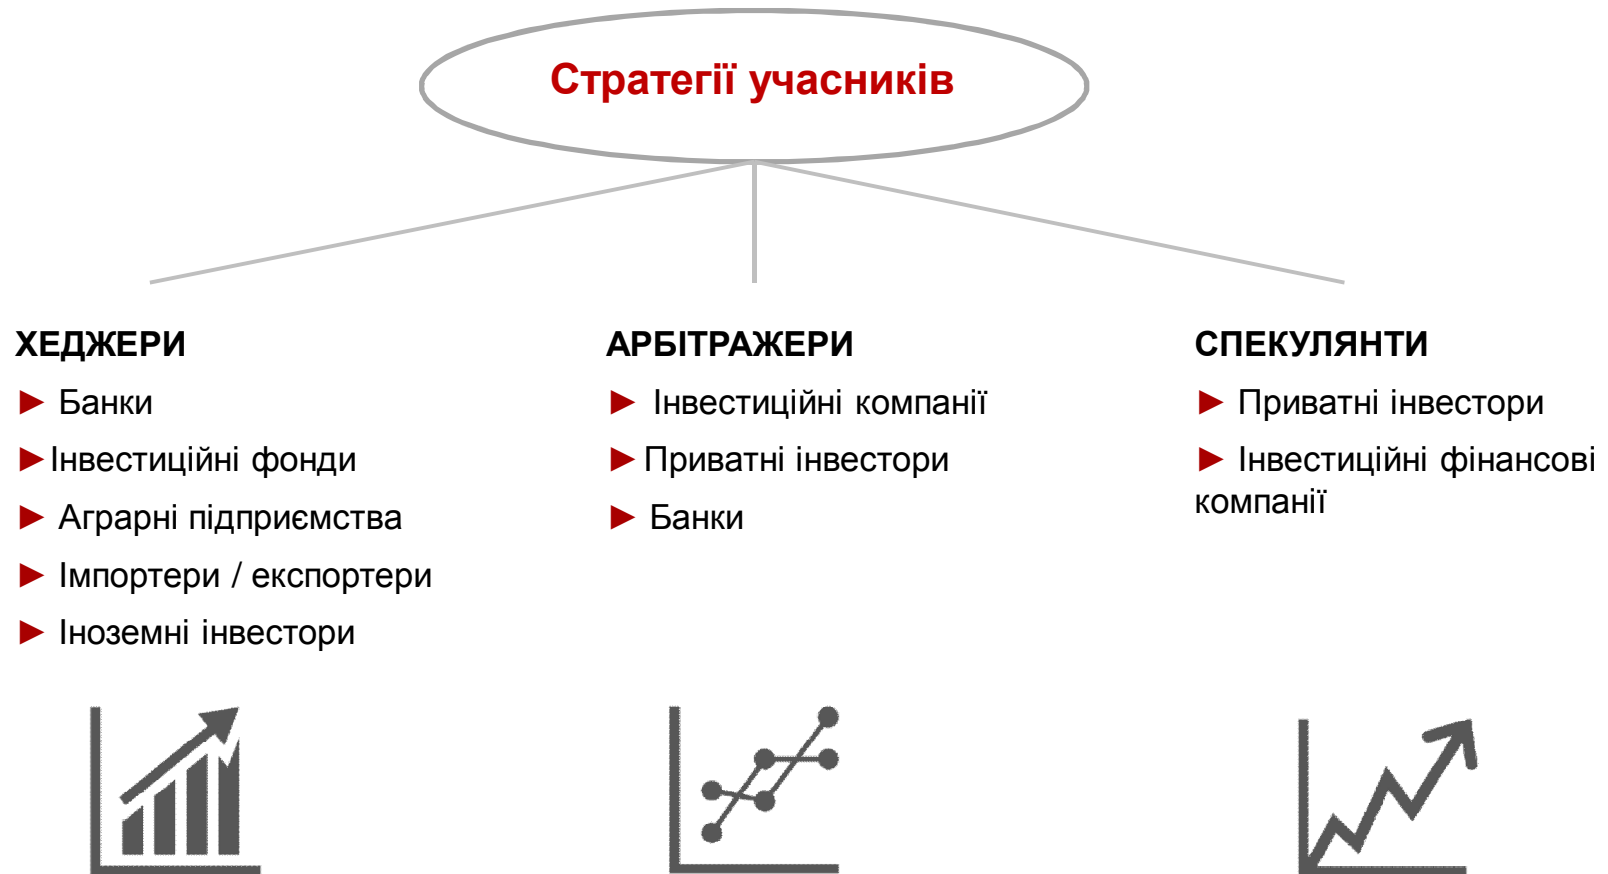 Стратегії учасників
ХЕДЖЕРИ
► Банки
►Інвестиційні фонди
► Аграрні підприємства
► Імпортери / експортери
► Іноземні інвестори
АРБІТРАЖЕРИ
► Інвестиційні компанії
►Приватні інвестори
► Банки
СПЕКУЛЯНТИ
► Приватні інвестори
► Інвестиційні фінансові
компанії